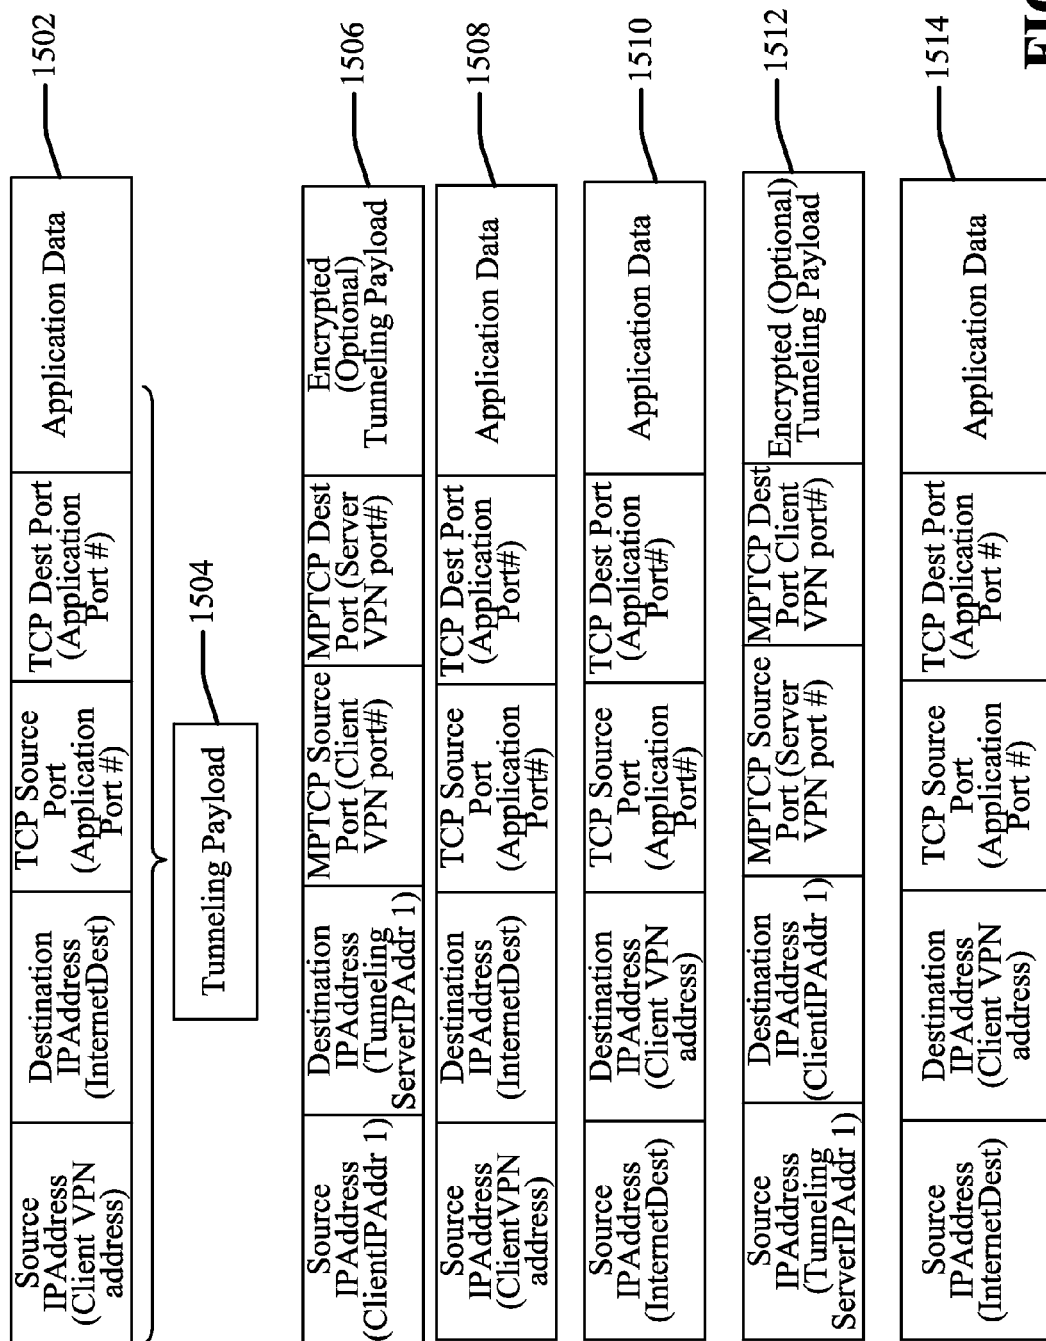 Source
IPAddress
(Client VPN
address)
Destination
IPAddress
(InternetDest)
TCP Source
Port
(Application
Port #)
TCP Dest Port
(Application
Port #)
Application Data
1502
Tunneling Payload
1504
Source
IPAddress
(ClientIPAddr 1)
Destination
IPAddress
(Tunneling
ServerIPAddr 1)
MPTCP Source
Port (Client
VPN port#)
MPTCP Dest
Port (Server
VPN port#)
Encrypted
(Optional)
Tunneling Payload
1506
Source
IPAddress
(ClientVPN
address)
Destination
IPAddress
(InternetDest)
TCP Source
Port
(Application
Port#)
TCP Dest Port
(Application
Port#)
Application Data
1508
Source
IPAddress
(InternetDest)
Destination
IPAddress
(Client VPN
address)
TCP Source
Port
(Application
Port#)
TCP Dest Port
(Application
Port#)
Application Data
1510
Source
IPAddress
(Tunneling
ServerIPAddr 1)
Destination
IPAddress
(ClientIPAddr 1)
MPTCP Source
Port (Server
VPN port #)
MPTCP Dest
Port Client
VPN port#)
Encrypted (Optional)
Tunneling Payload
1512
Source
IPAddress
(InternetDest)
Destination
IPAddress
(Client VPN
address)
TCP Source
Port
(Application
Port #)
TCP Dest Port
(Application
Port #)
Application Data
1514